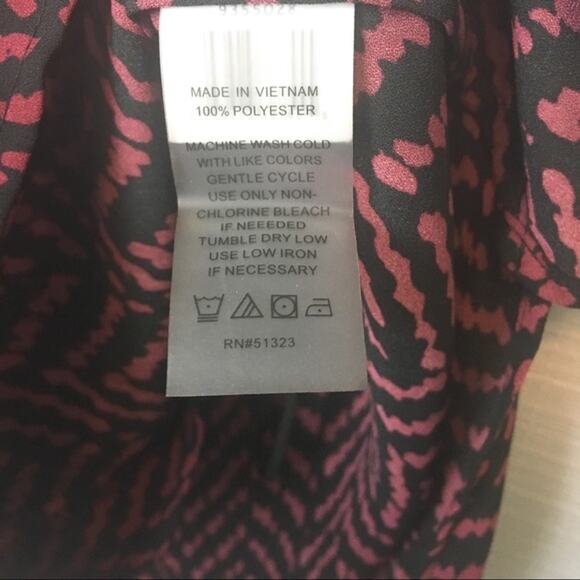 9355028
MADE IN VIETNAM
100% POLYESTER
MACHINE WASH COLD
WITH LIKE COLORS
GENTLE CYCLE
USE ONLY NON-
CHLORINE BLEACH
IF NEEEDED
TUMBLE DRY LOW
USE LOW IRON
IF NECESSARY
RN#51323